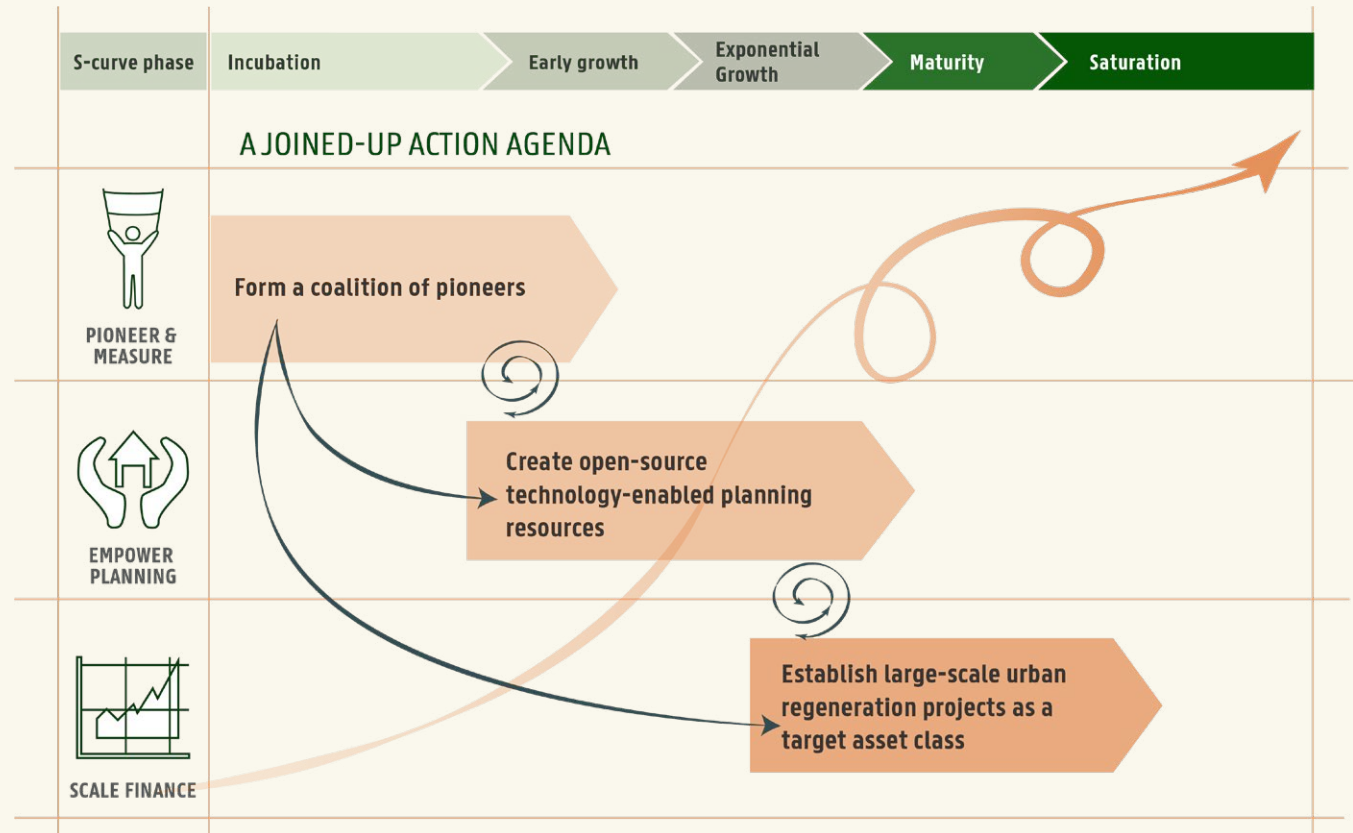 S-curve phase
Incubation
Early growth
Exponential
Growth
Maturity
Saturation
A JOINED-UP ACTION AGENDA
PIONEER &
MEASURE
Form a coalition of pioneers
EMPOWER
PLANNING
Create open-source
technology-enabled planning
resources
SCALE FINANCE
Establish large-scale urban
regeneration projects as a
target asset class